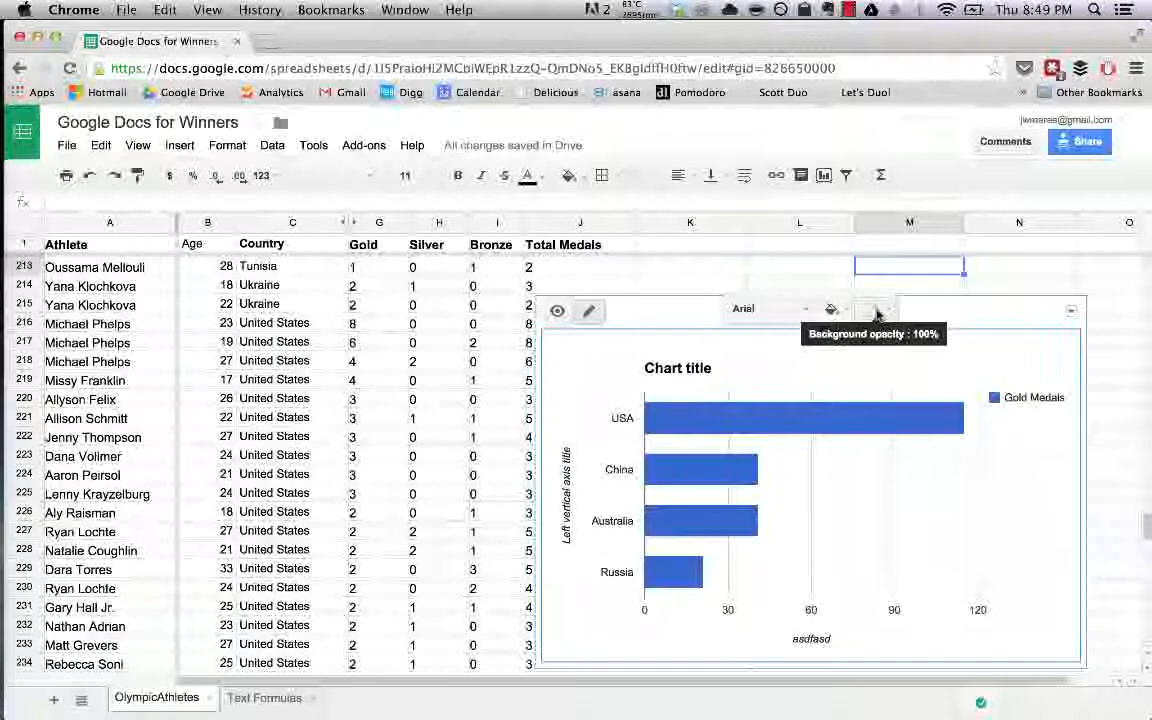 Chrome File Edit View History Bookmarks Window Help 2 83°C Thu 8:49 PM
Google Docs for Winners
Apps Hotmail Google Drive Analytics Gmail Digg Calendar Delicious asana Pomodoro Scott Duo Let's Duo! » Other Bookmarks
Google Docs for Winners
jwinares@gmail.com
File Edit View Insert Format Data Tools Add-ons Help All changes saved in Drive
Comments Share
$ % .0 .00 123 11 B I S A Σ
fx
A B C G H I J K L M N O
1 Athlete Age Country Gold Silver Bronze Total Medals
213 Oussama Mellouli 28 Tunisia 1 0 1 2
214 Yana Klochkova 18 Ukraine 2 1 0 3
215 Yana Klochkova 22 Ukraine 2 0 0 2
216 Michael Phelps 23 United States 8 0 0 8
217 Michael Phelps 19 United States 6 0 2 8
218 Michael Phelps 27 United States 4 2 0 6
219 Missy Franklin 17 United States 4 0 1 5
220 Allyson Felix 26 United States 3 0 0 3
221 Allison Schmitt 22 United States 3 1 1 5
222 Jenny Thompson 27 United States 3 0 1 4
223 Dana Vollmer 24 United States 3 0 0 3
224 Aaron Peirsol 21 United States 3 0 0 3
225 Lenny Krayzelburg 24 United States 3 0 0 3
226 Aly Raisman 18 United States 2 0 1 3
227 Ryan Lochte 27 United States 2 2 1 5
228 Natalie Coughlin 21 United States 2 2 1 5
229 Dara Torres 33 United States 2 0 3 5
230 Ryan Lochte 24 United States 2 0 2 4
231 Gary Hall Jr. 25 United States 2 1 1 4
232 Nathan Adrian 23 United States 2 1 0 3
233 Matt Grevers 27 United States 2 1 0 3
234 Rebecca Soni 25 United States 2 1 0 3
Arial
Background opacity : 100%
Chart title
Gold Medals
Left vertical axis title
USA
China
Australia
Russia
0 30 60 90 120
asdfasd
+ OlympicAthletes Text Formulas